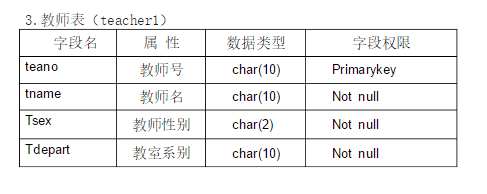 3.教师表（teacher1）
字段名 属 性 数据类型 字段权限
teano 教师号 char(10) Primarykey
tname 教师名 char(10) Not null
Tsex 教师性别 char(2) Not null
Tdepart 教室系别 char(10) Not null